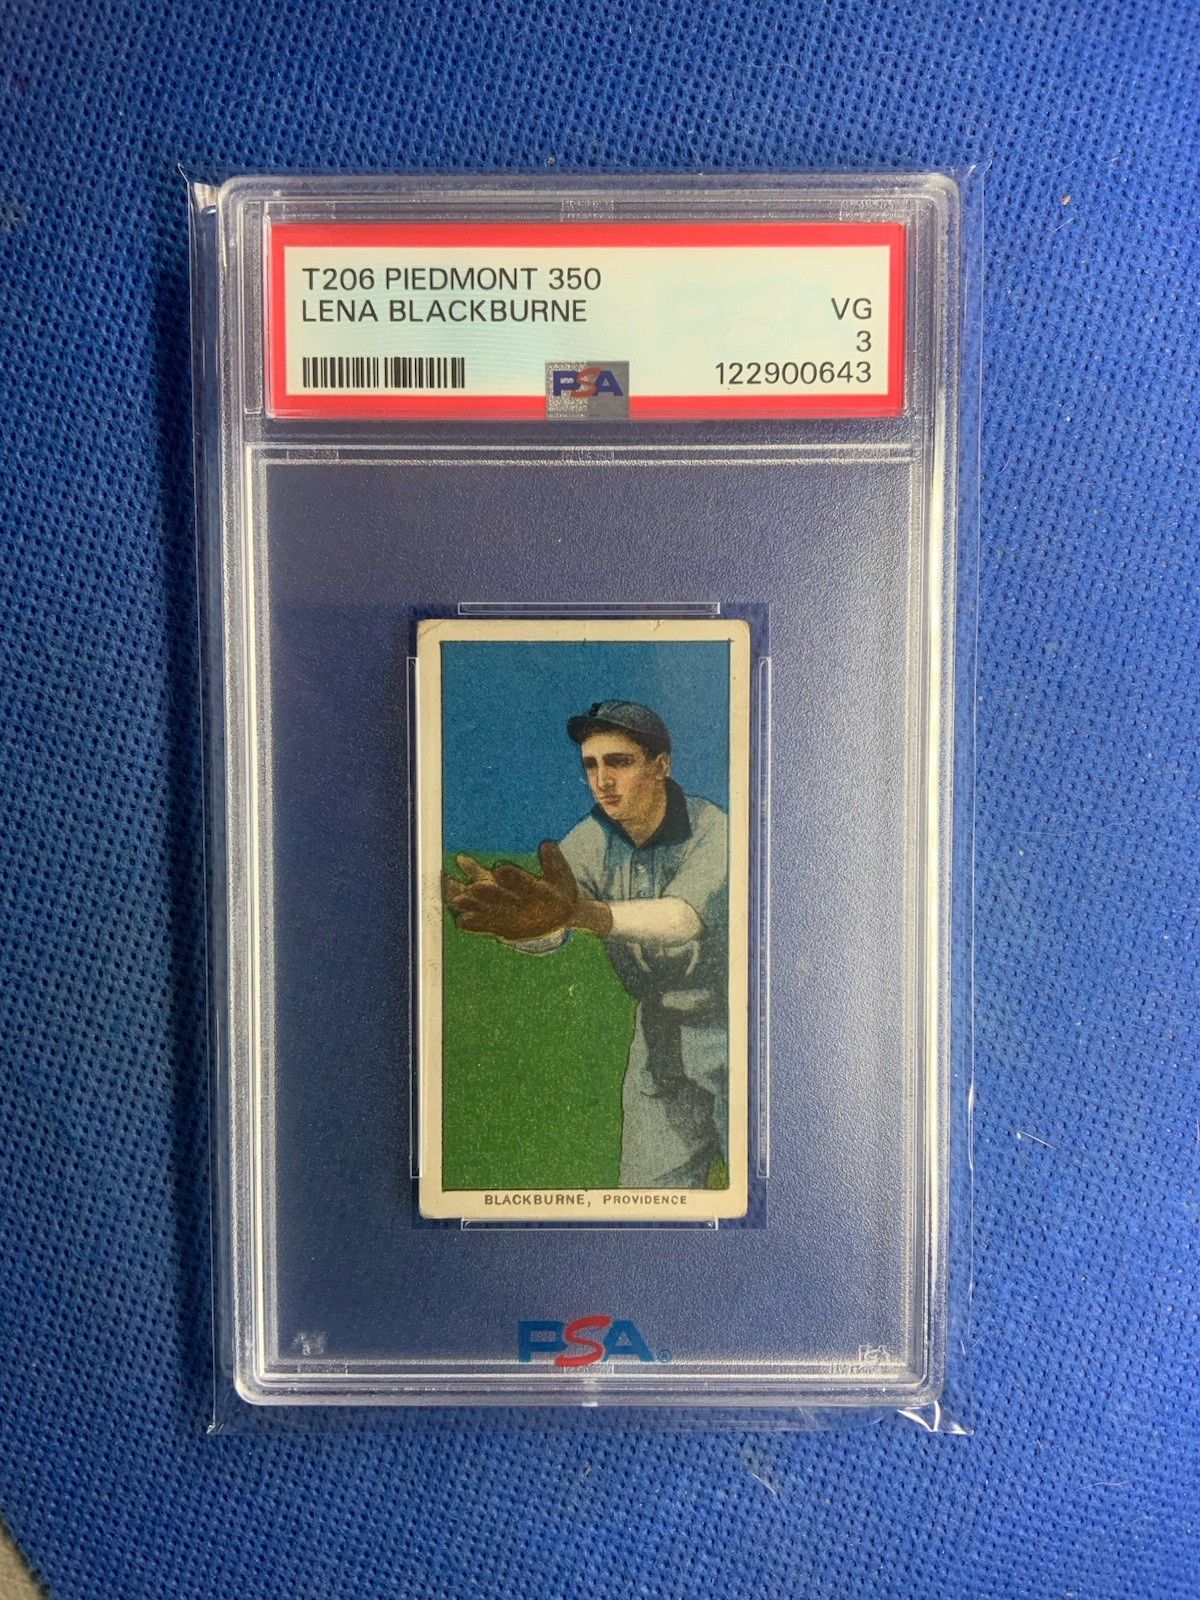 T206 PIEDMONT 350
LENA BLACKBURNE
VG
3
122900643
PSA
BLACKBURNE, PROVIDENCE
PSA®